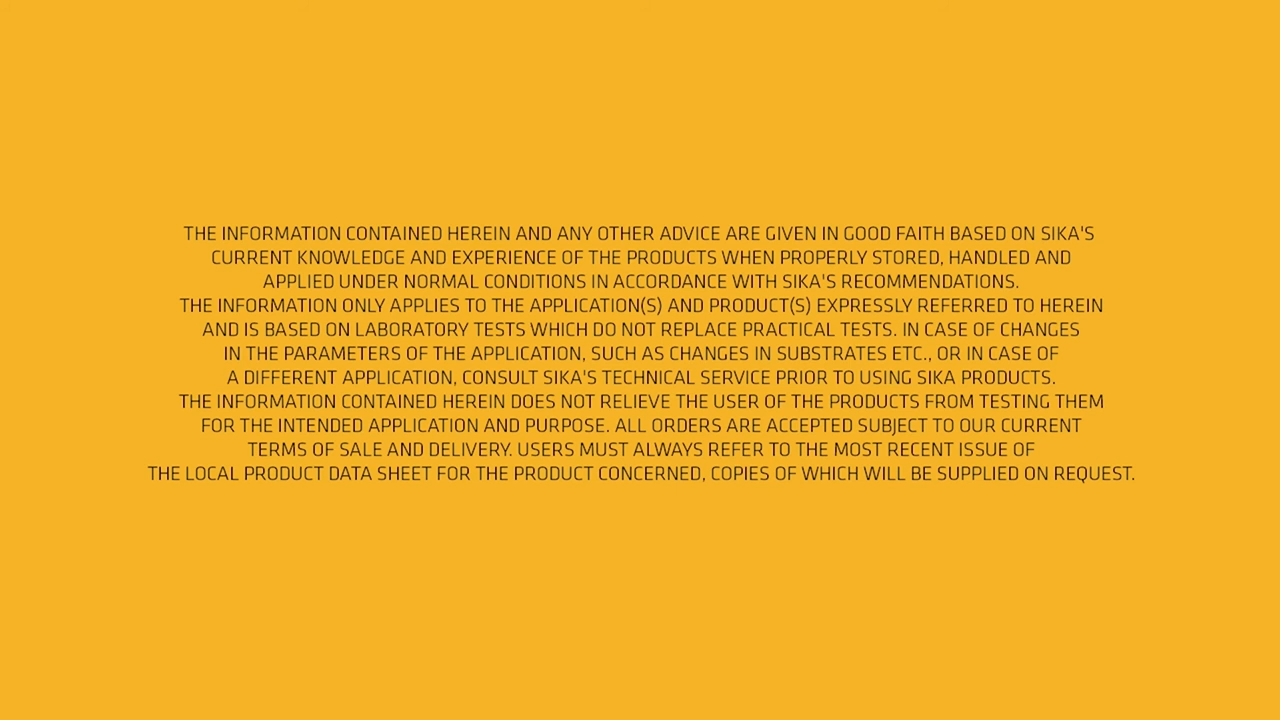 THE INFORMATION CONTAINED HEREIN AND ANY OTHER ADVICE ARE GIVEN IN GOOD FAITH BASED ON SIKA'S
CURRENT KNOWLEDGE AND EXPERIENCE OF THE PRODUCTS WHEN PROPERLY STORED, HANDLED AND
APPLIED UNDER NORMAL CONDITIONS IN ACCORDANCE WITH SIKA'S RECOMMENDATIONS.
THE INFORMATION ONLY APPLIES TO THE APPLICATION(S) AND PRODUCT(S) EXPRESSLY REFERRED TO HEREIN
AND IS BASED ON LABORATORY TESTS WHICH DO NOT REPLACE PRACTICAL TESTS. IN CASE OF CHANGES
IN THE PARAMETERS OF THE APPLICATION, SUCH AS CHANGES IN SUBSTRATES ETC., OR IN CASE OF
A DIFFERENT APPLICATION, CONSULT SIKA'S TECHNICAL SERVICE PRIOR TO USING SIKA PRODUCTS.
THE INFORMATION CONTAINED HEREIN DOES NOT RELIEVE THE USER OF THE PRODUCTS FROM TESTING THEM
FOR THE INTENDED APPLICATION AND PURPOSE. ALL ORDERS ARE ACCEPTED SUBJECT TO OUR CURRENT
TERMS OF SALE AND DELIVERY. USERS MUST ALWAYS REFER TO THE MOST RECENT ISSUE OF
THE LOCAL PRODUCT DATA SHEET FOR THE PRODUCT CONCERNED, COPIES OF WHICH WILL BE SUPPLIED ON REQUEST.